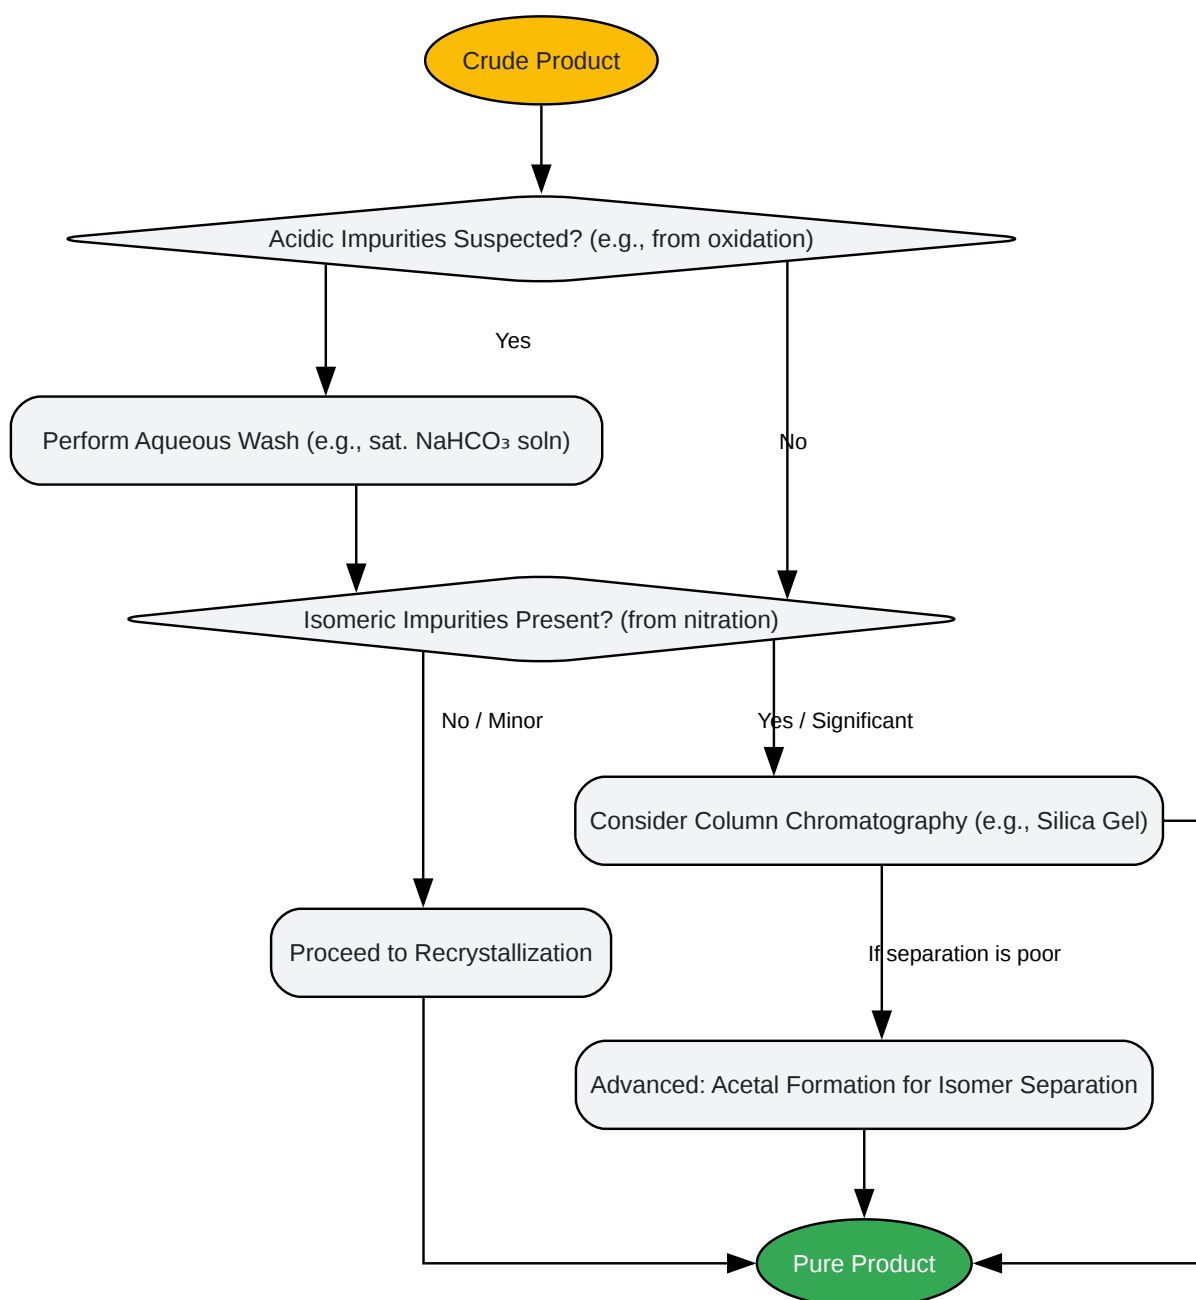 Crude Product
Acidic Impurities Suspected? (e.g., from oxidation)
Yes
Perform Aqueous Wash (e.g., sat. NaHCO₃ soln)
No
Isomeric Impurities Present? (from nitration)
No / Minor
Yes / Significant
Consider Column Chromatography (e.g., Silica Gel)
Proceed to Recrystallization
If separation is poor
Advanced: Acetal Formation for Isomer Separation
Pure Product